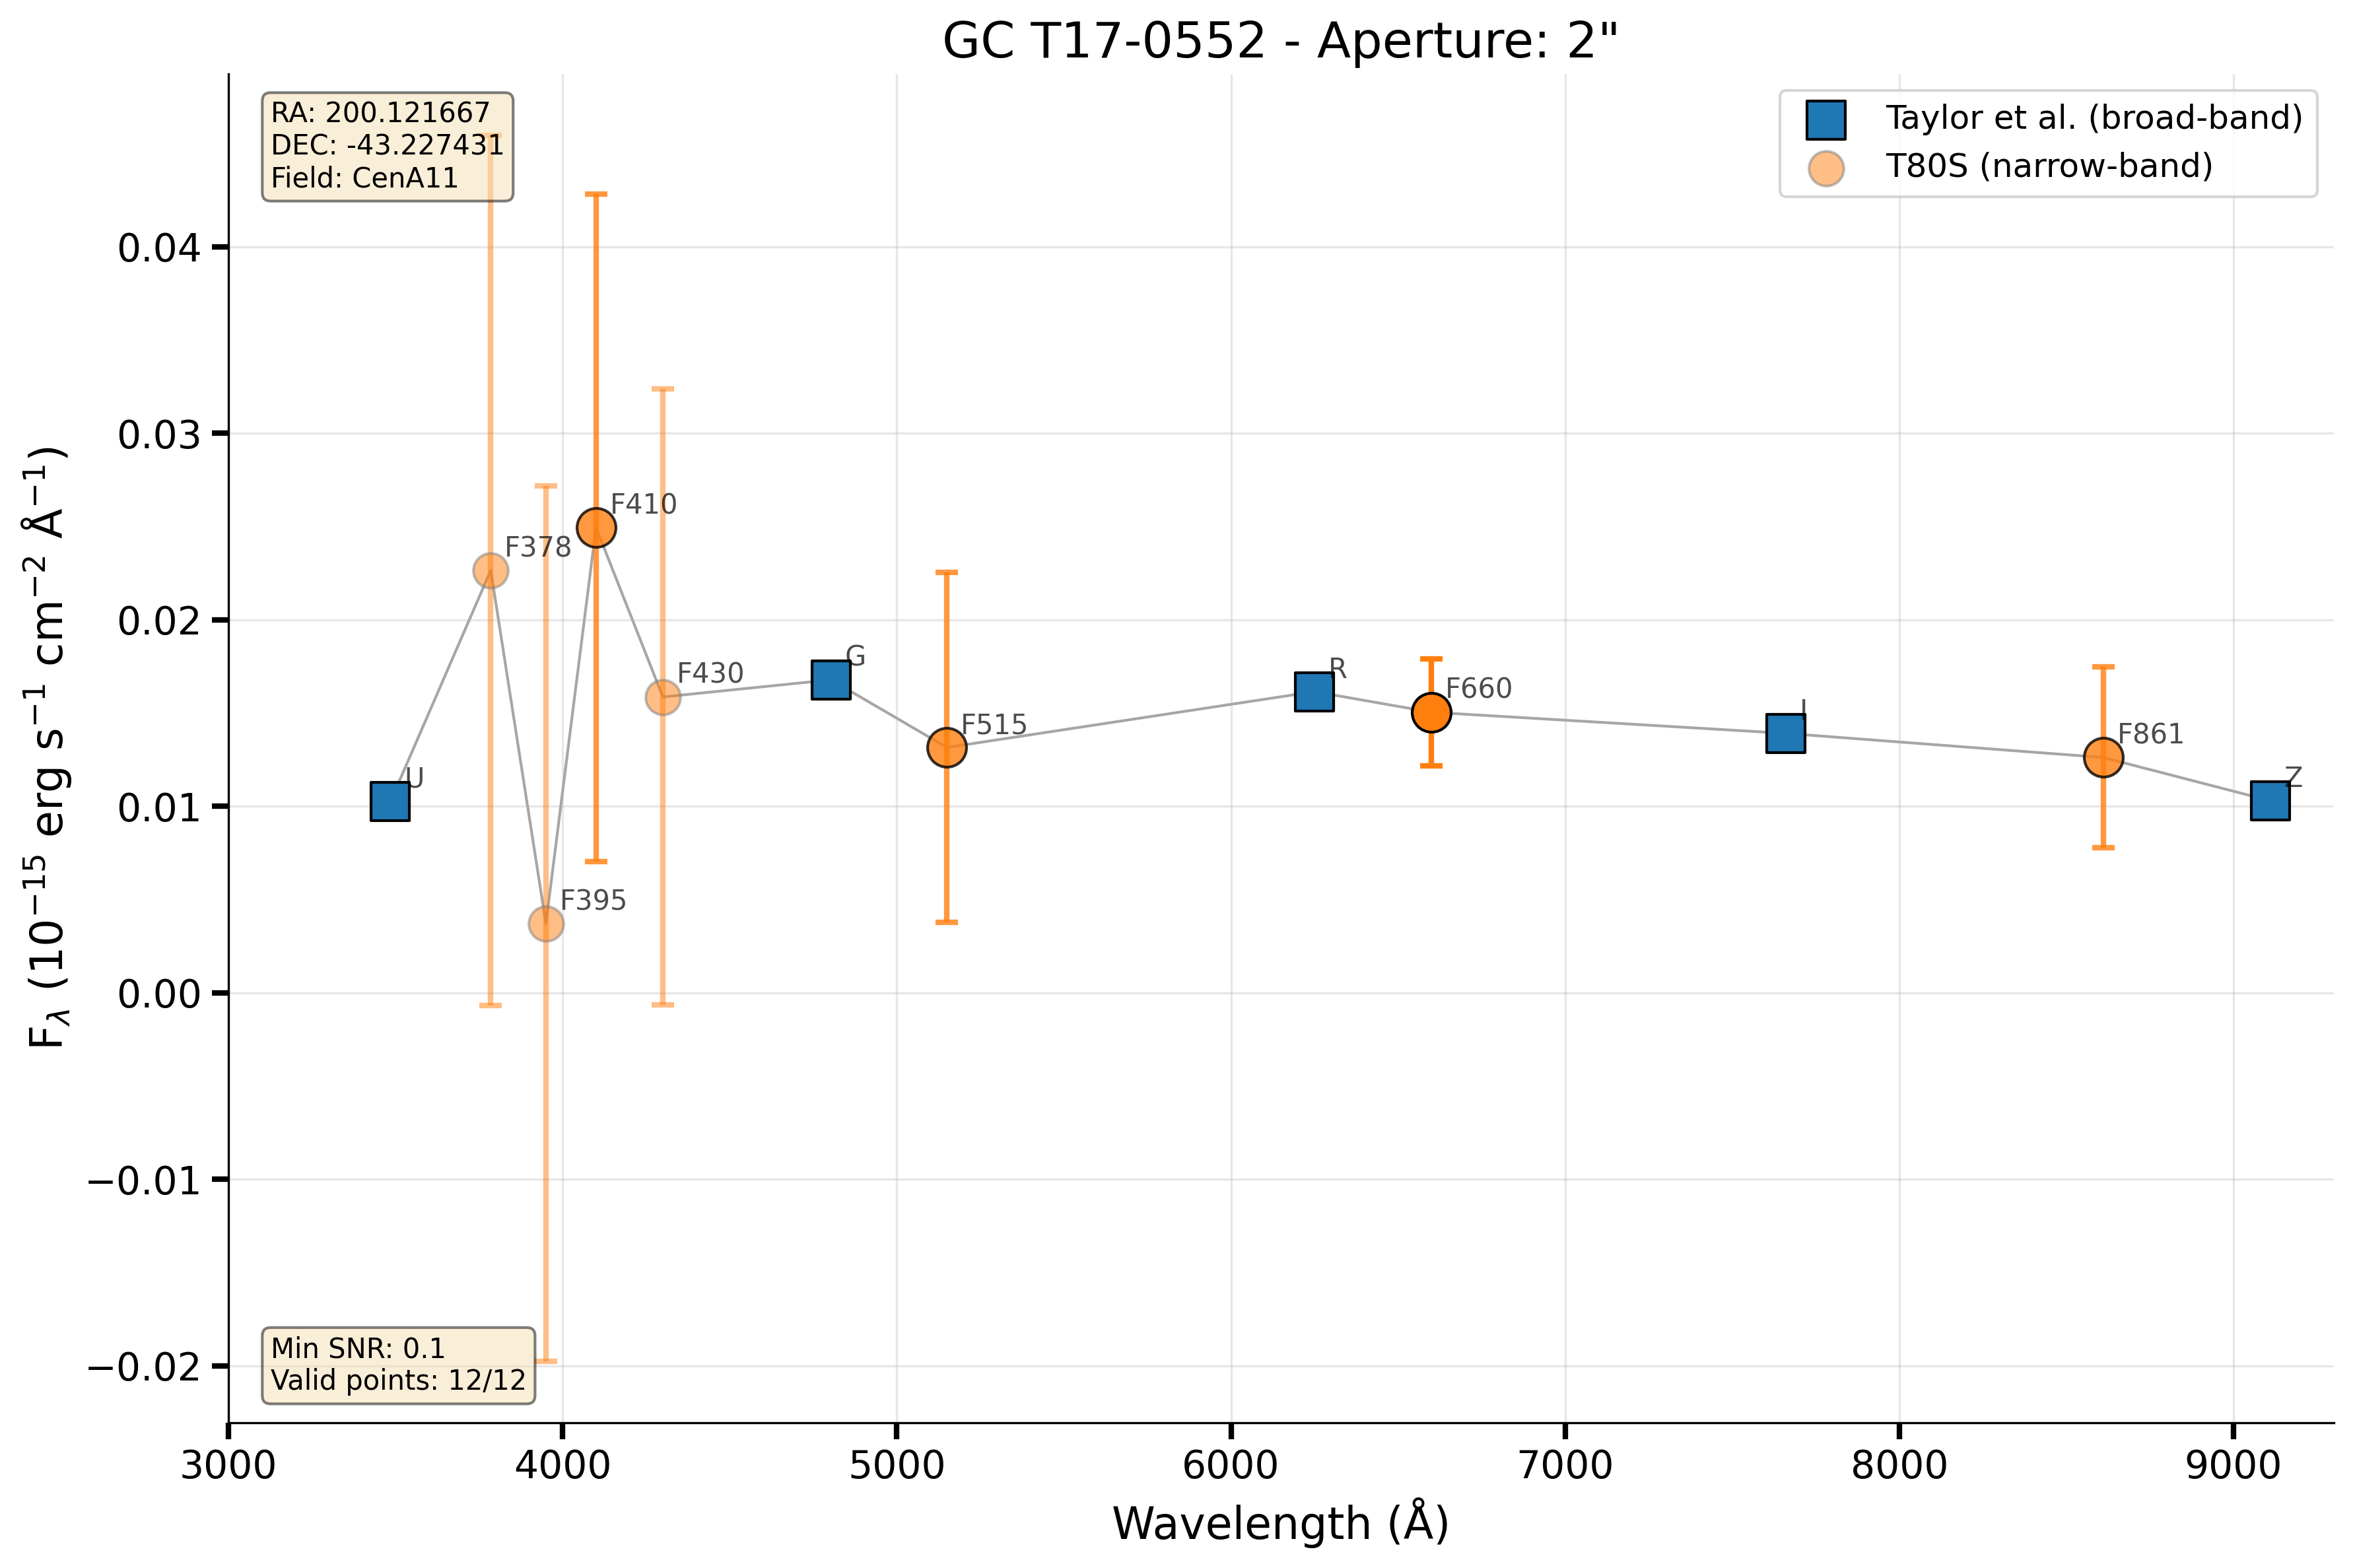 GC T17-0552 - Aperture: 2"
RA: 200.121667
DEC: -43.227431
Field: CenA11
Taylor et al. (broad-band)
T80S (narrow-band)
0.04
0.03
0.02
0.01
0.00
−0.01
−0.02
F_λ (10⁻¹⁵ erg s⁻¹ cm⁻² Å⁻¹)
U
F378
F395
F410
F430
G
F515
R
F660
I
F861
Z
Min SNR: 0.1
Valid points: 12/12
3000 4000 5000 6000 7000 8000 9000
Wavelength (Å)